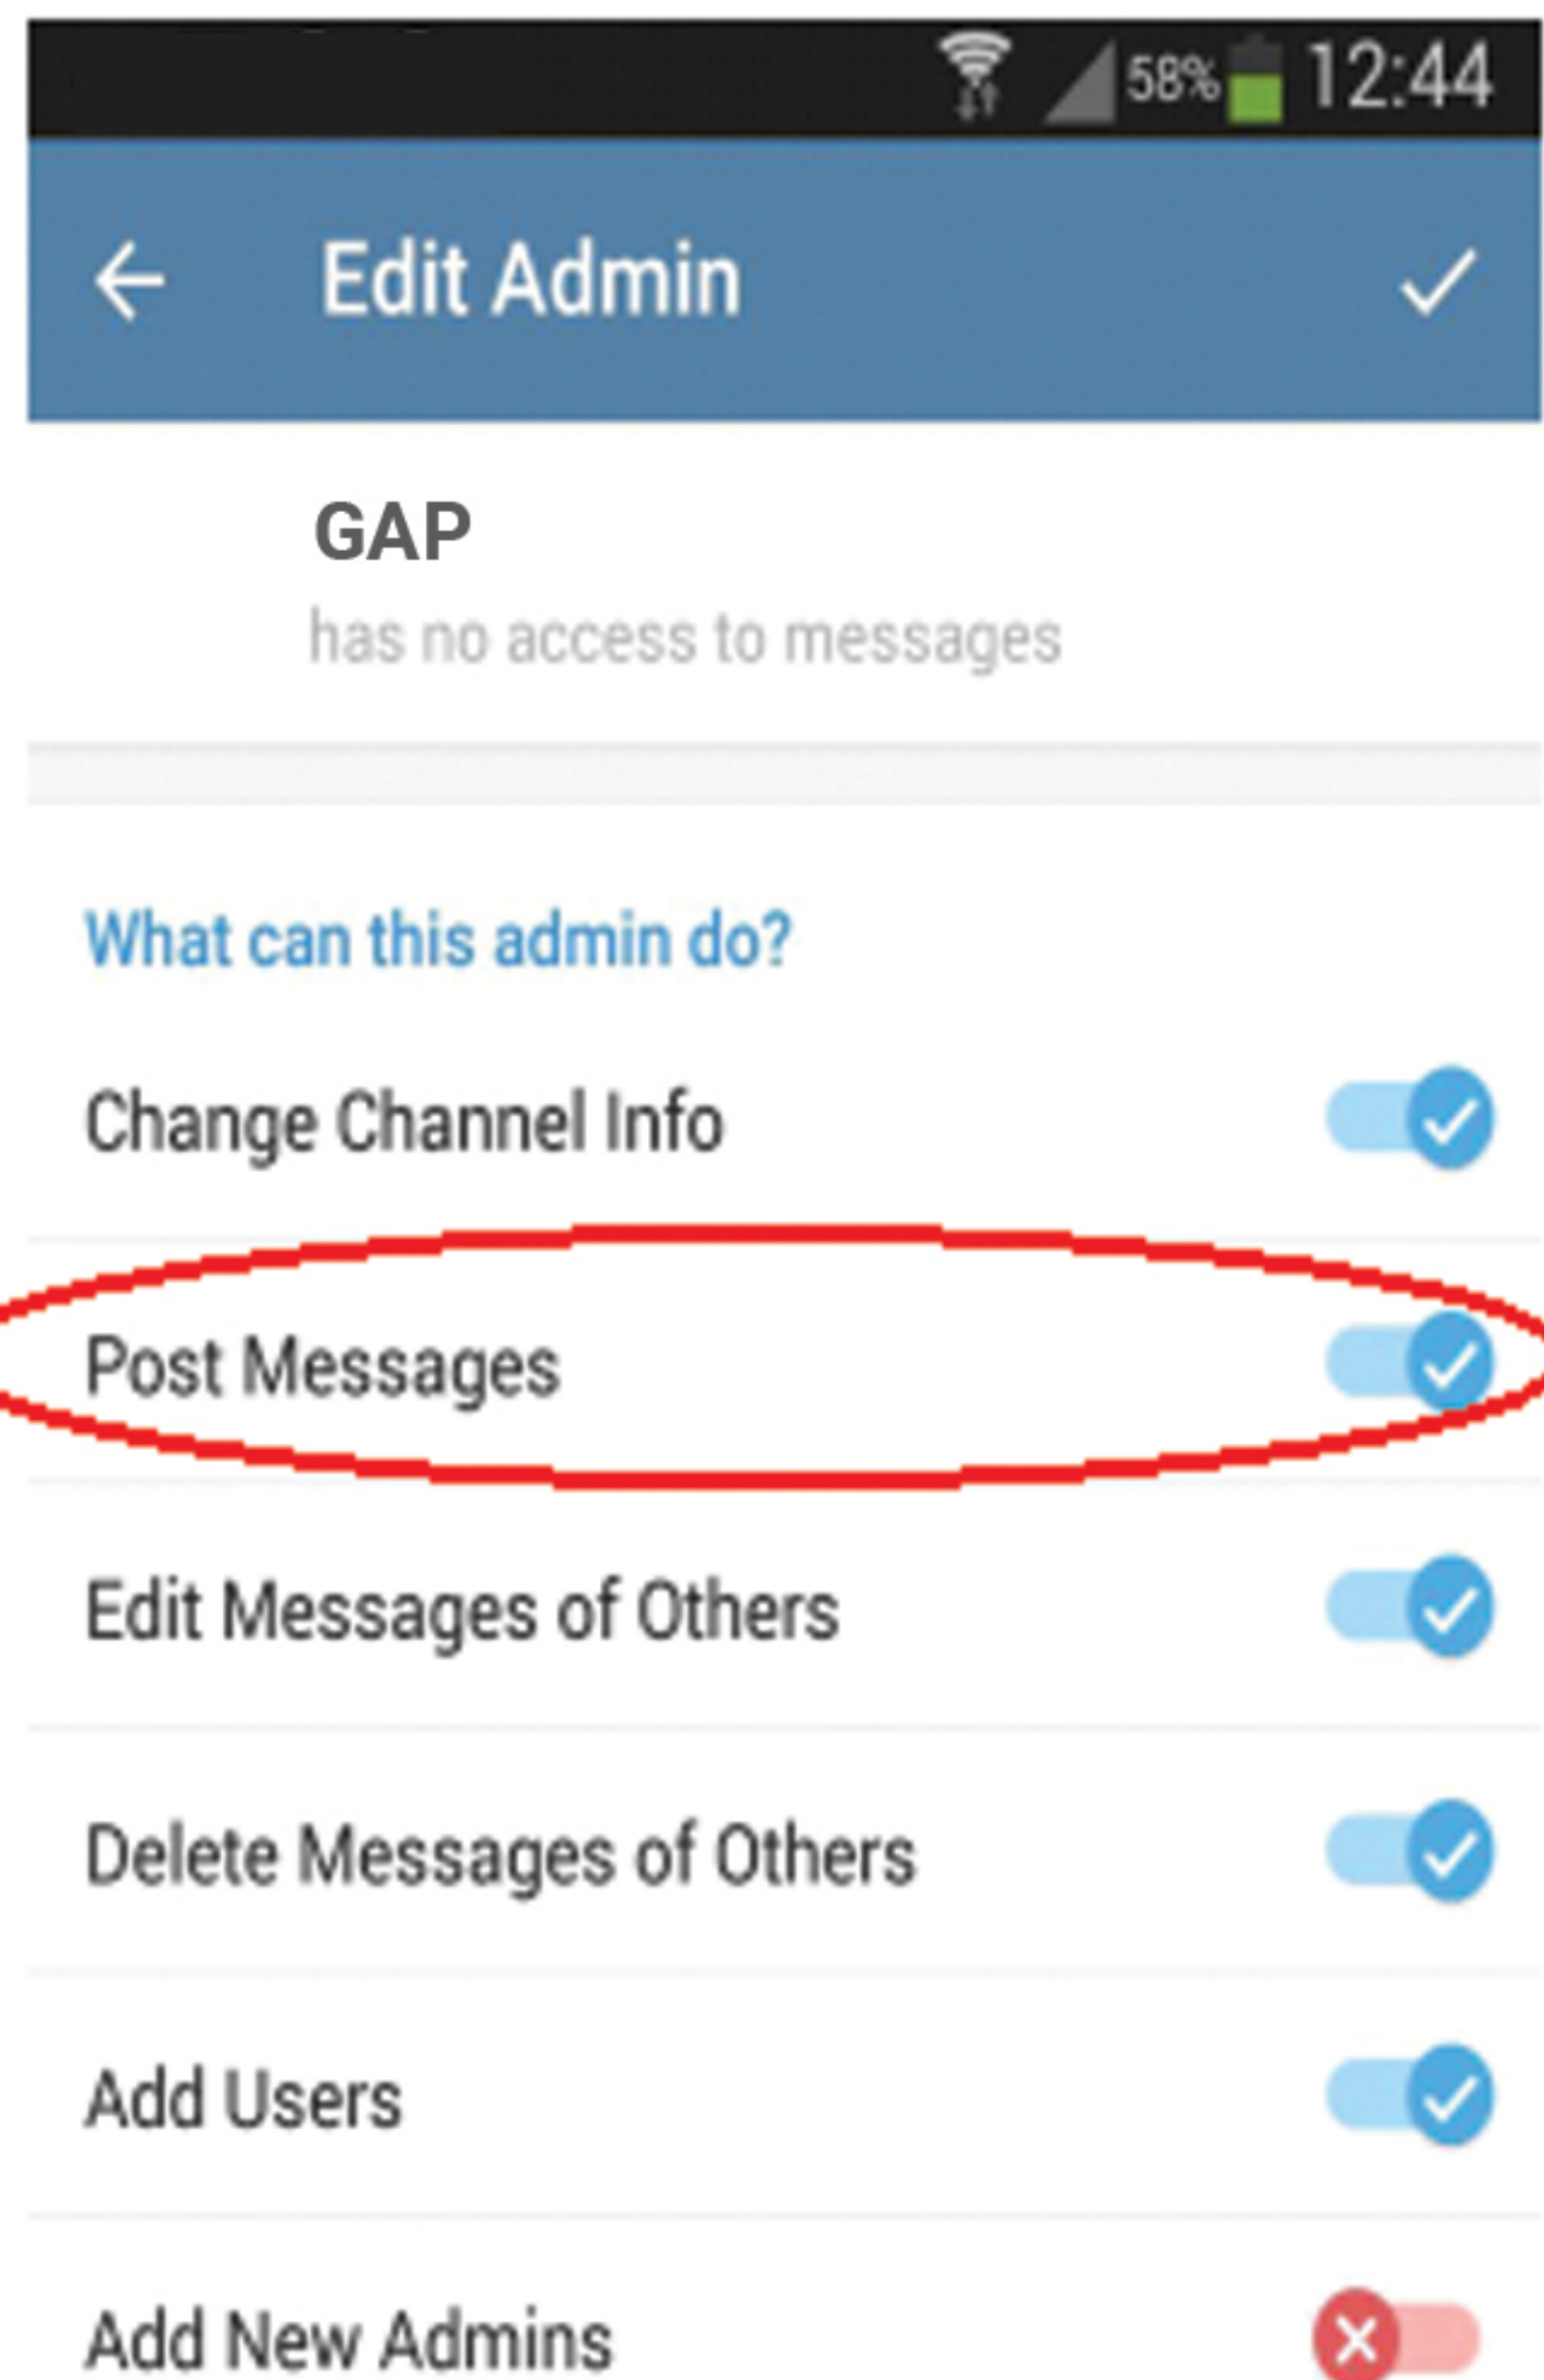 58% 12:44
Edit Admin
GAP
has no access to messages
What can this admin do?
Change Channel Info
Post Messages
Edit Messages of Others
Delete Messages of Others
Add Users
Add New Admins